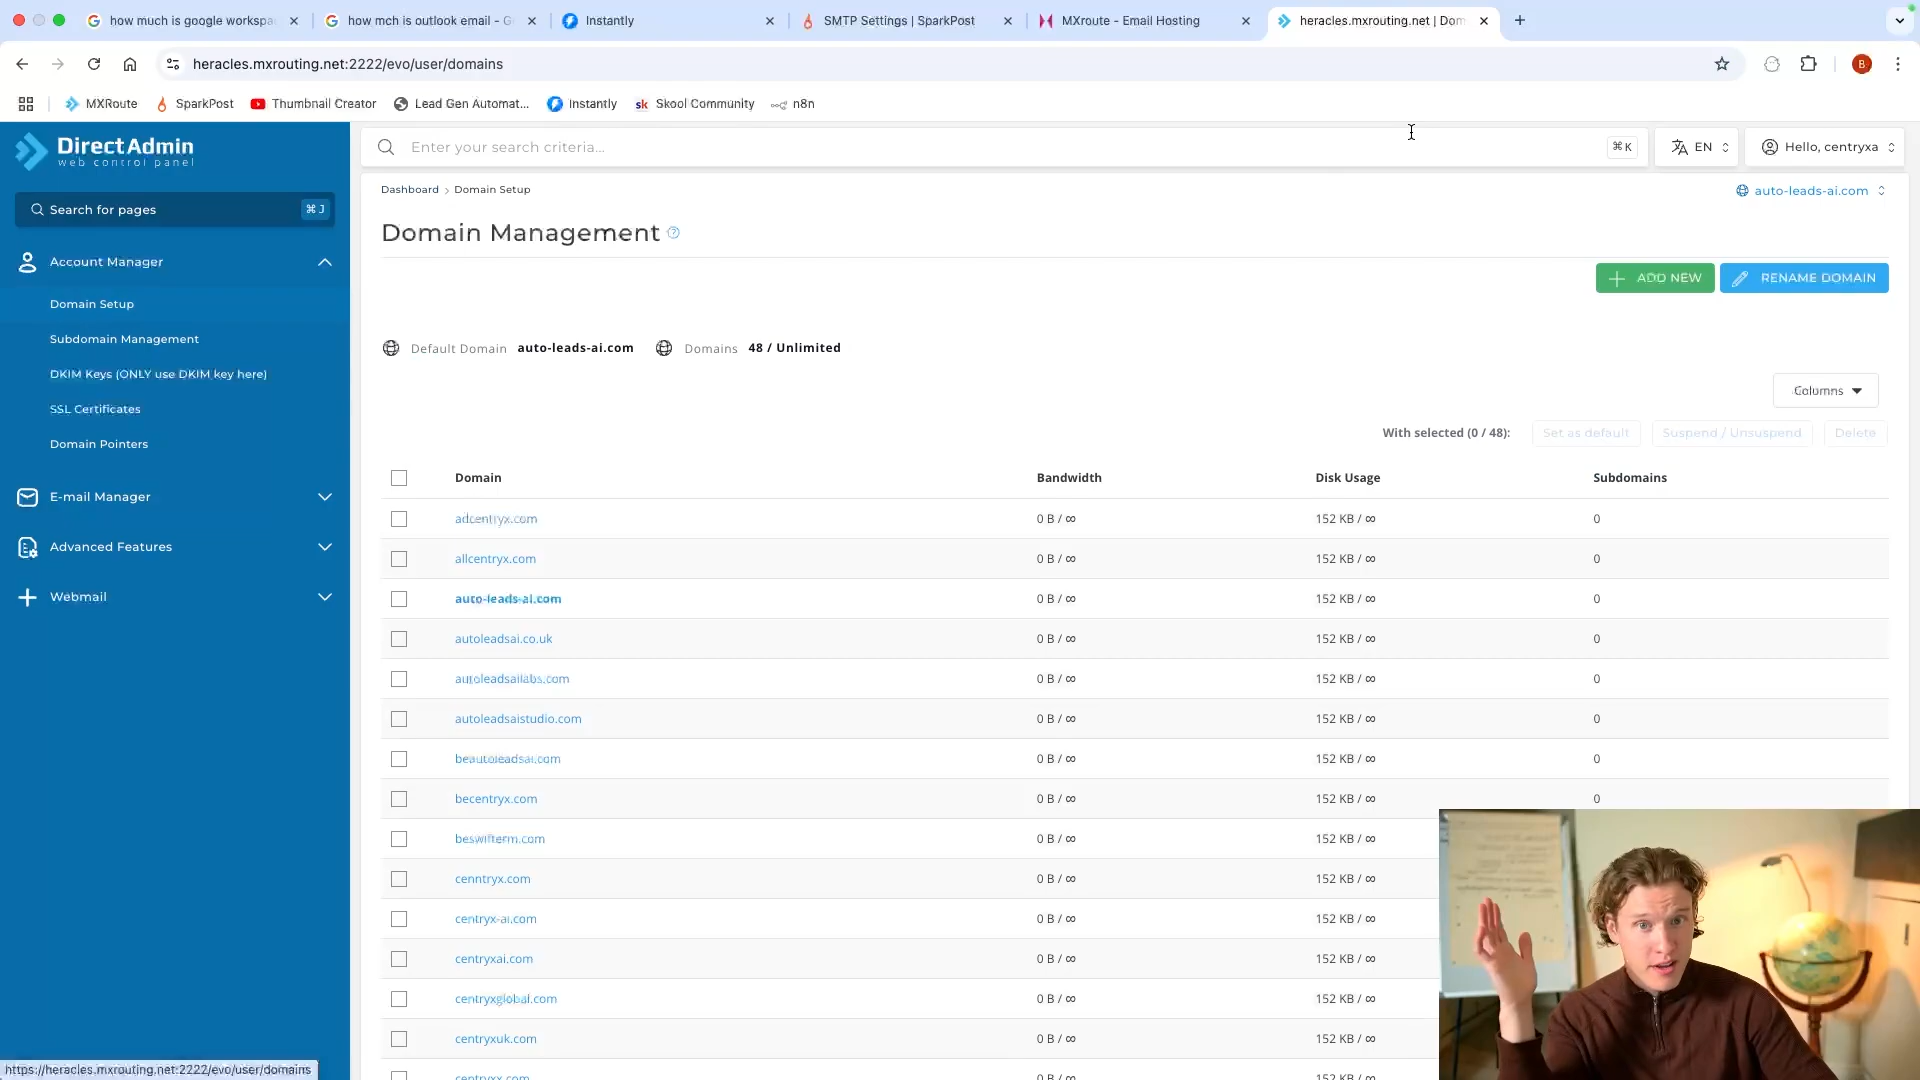 how much is google workspa
how mch is outlook email - G
Instantly
SMTP Settings | SparkPost
MXroute - Email Hosting
heracles.mxrouting.net | Dom
heracles.mxrouting.net:2222/evo/user/domains
B
MXRoute
SparkPost
Thumbnail Creator
Lead Gen Automat...
Instantly
sk Skool Community
n8n
DirectAdmin
web control panel
Enter your search criteria...
⌘K
EN
Hello, centryxa
Search for pages
⌘ J
Dashboard > Domain Setup
auto-leads-ai.com
Domain Management
Account Manager
Domain Setup
Subdomain Management
DKIM Keys (ONLY use DKIM key here)
SSL Certificates
Domain Pointers
E-mail Manager
Advanced Features
Webmail
ADD NEW
RENAME DOMAIN
Default Domain auto-leads-ai.com
Domains 48 / Unlimited
Columns
With selected (0 / 48):
Set as default
Suspend / Unsuspend
Delete
Domain Bandwidth Disk Usage Subdomains
adcentryx.com 0 B / ∞ 152 KB / ∞ 0
allcentryx.com 0 B / ∞ 152 KB / ∞ 0
auto-leads-ai.com 0 B / ∞ 152 KB / ∞ 0
autoleadsai.co.uk 0 B / ∞ 152 KB / ∞ 0
autoleadsailabs.com 0 B / ∞ 152 KB / ∞ 0
autoleadsaistudio.com 0 B / ∞ 152 KB / ∞ 0
beautoleadsai.com 0 B / ∞ 152 KB / ∞ 0
becentryx.com 0 B / ∞ 152 KB / ∞ 0
beswifterm.com 0 B / ∞ 152 KB / ∞
cenntryx.com 0 B / ∞ 152 KB / ∞
centryx-ai.com 0 B / ∞ 152 KB / ∞
centryxai.com 0 B / ∞ 152 KB / ∞
centryxglobal.com 0 B / ∞ 152 KB / ∞
centryxuk.com 0 B / ∞ 152 KB / ∞
https://heracles.mxrouting.net:2222/evo/user/domains